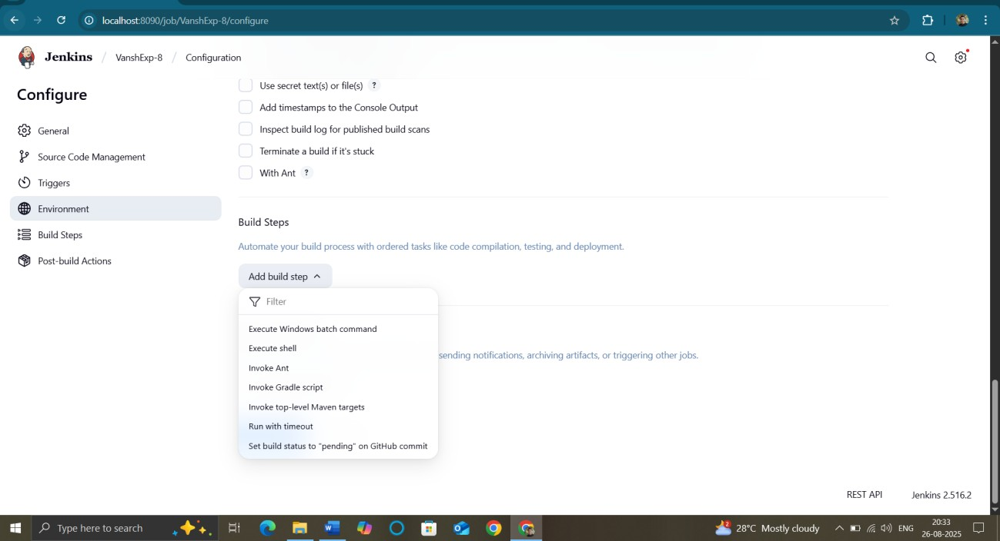 localhost:8090/job/VanshExp-8/configure
Jenkins / VanshExp-8 / Configuration
Configure
General
Source Code Management
Triggers
Environment
Build Steps
Post-build Actions
Use secret text(s) or file(s) ?
Add timestamps to the Console Output
Inspect build log for published build scans
Terminate a build if it's stuck
With Ant ?
Build Steps
Automate your build process with ordered tasks like code compilation, testing, and deployment.
Add build step
Filter
Execute Windows batch command
Execute shell
sending notifications, archiving artifacts, or triggering other jobs.
Invoke Ant
Invoke Gradle script
Invoke top-level Maven targets
Run with timeout
Set build status to "pending" on GitHub commit
REST API Jenkins 2.516.2
Type here to search
2
28°C Mostly cloudy
ENG
20:33
26-08-2025